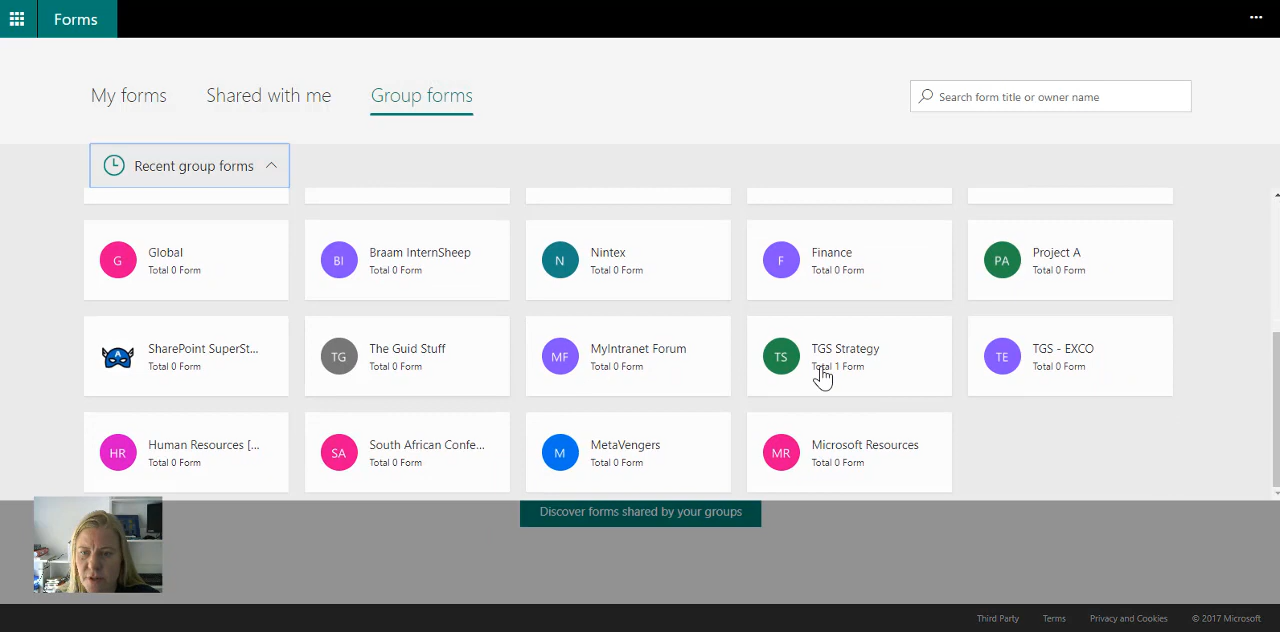 Forms
...
My forms
Shared with me
Group forms
Search form title or owner name
Recent group forms
G
Global
Total 0 Form
BI
Braam InternSheep
Total 0 Form
N
Nintex
Total 0 Form
F
Finance
Total 0 Form
PA
Project A
Total 0 Form
A
SharePoint SuperSt...
Total 0 Form
TG
The Guid Stuff
Total 0 Form
MF
MyIntranet Forum
Total 0 Form
TS
TGS Strategy
Total 1 Form
TE
TGS - EXCO
Total 0 Form
HR
Human Resources [...
Total 0 Form
SA
South African Confe...
Total 0 Form
M
MetaVengers
Total 0 Form
MR
Microsoft Resources
Total 0 Form
Discover forms shared by your groups
Third Party
Terms
Privacy and Cookies
© 2017 Microsoft